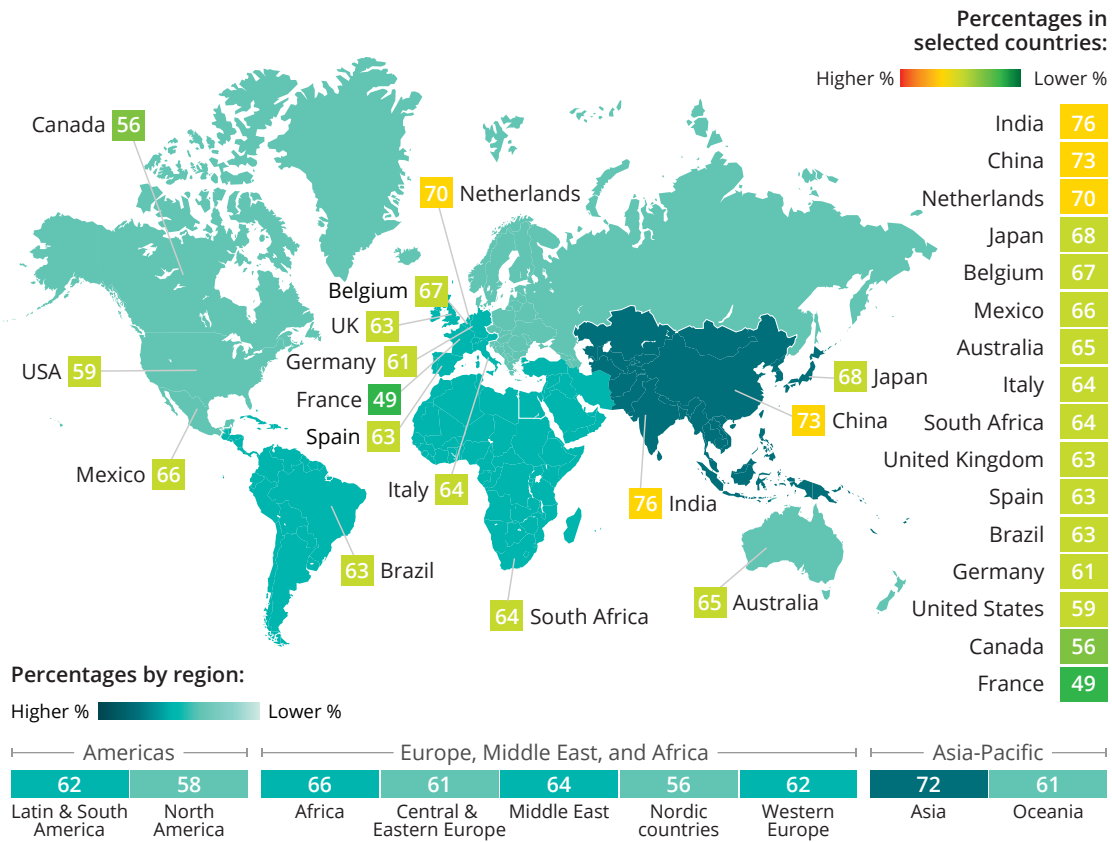 Percentages in
selected countries:
Higher % Lower %
Canada 56
70 Netherlands
Belgium 67
UK 63
Germany 61
USA 59
France 49
Spain 63
Mexico 66
Italy 64
68 Japan
73 China
76 India
63 Brazil
64 South Africa
65 Australia
India 76
China 73
Netherlands 70
Japan 68
Belgium 67
Mexico 66
Australia 65
Italy 64
South Africa 64
United Kingdom 63
Spain 63
Brazil 63
Germany 61
United States 59
Canada 56
France 49
Percentages by region:
Higher % Lower %
Americas
62 58
Latin & South North
America America
Europe, Middle East, and Africa
66 61 64 56 62
Africa Central & Middle East Nordic Western
Eastern Europe countries Europe
Asia-Pacific
72 61
Asia Oceania